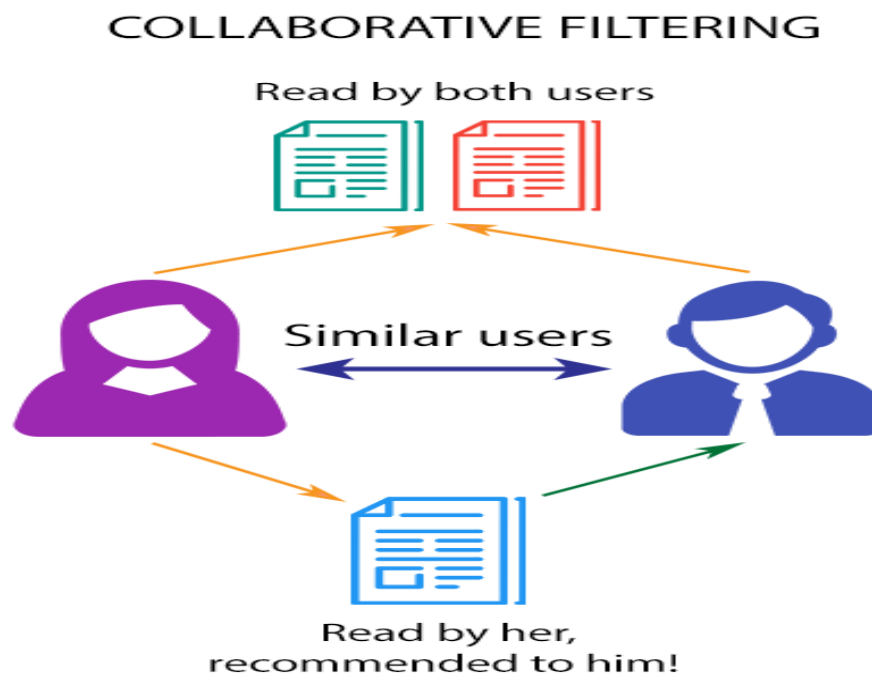 COLLABORATIVE FILTERING
Read by both users
Similar users
Read by her,
recommended to him!